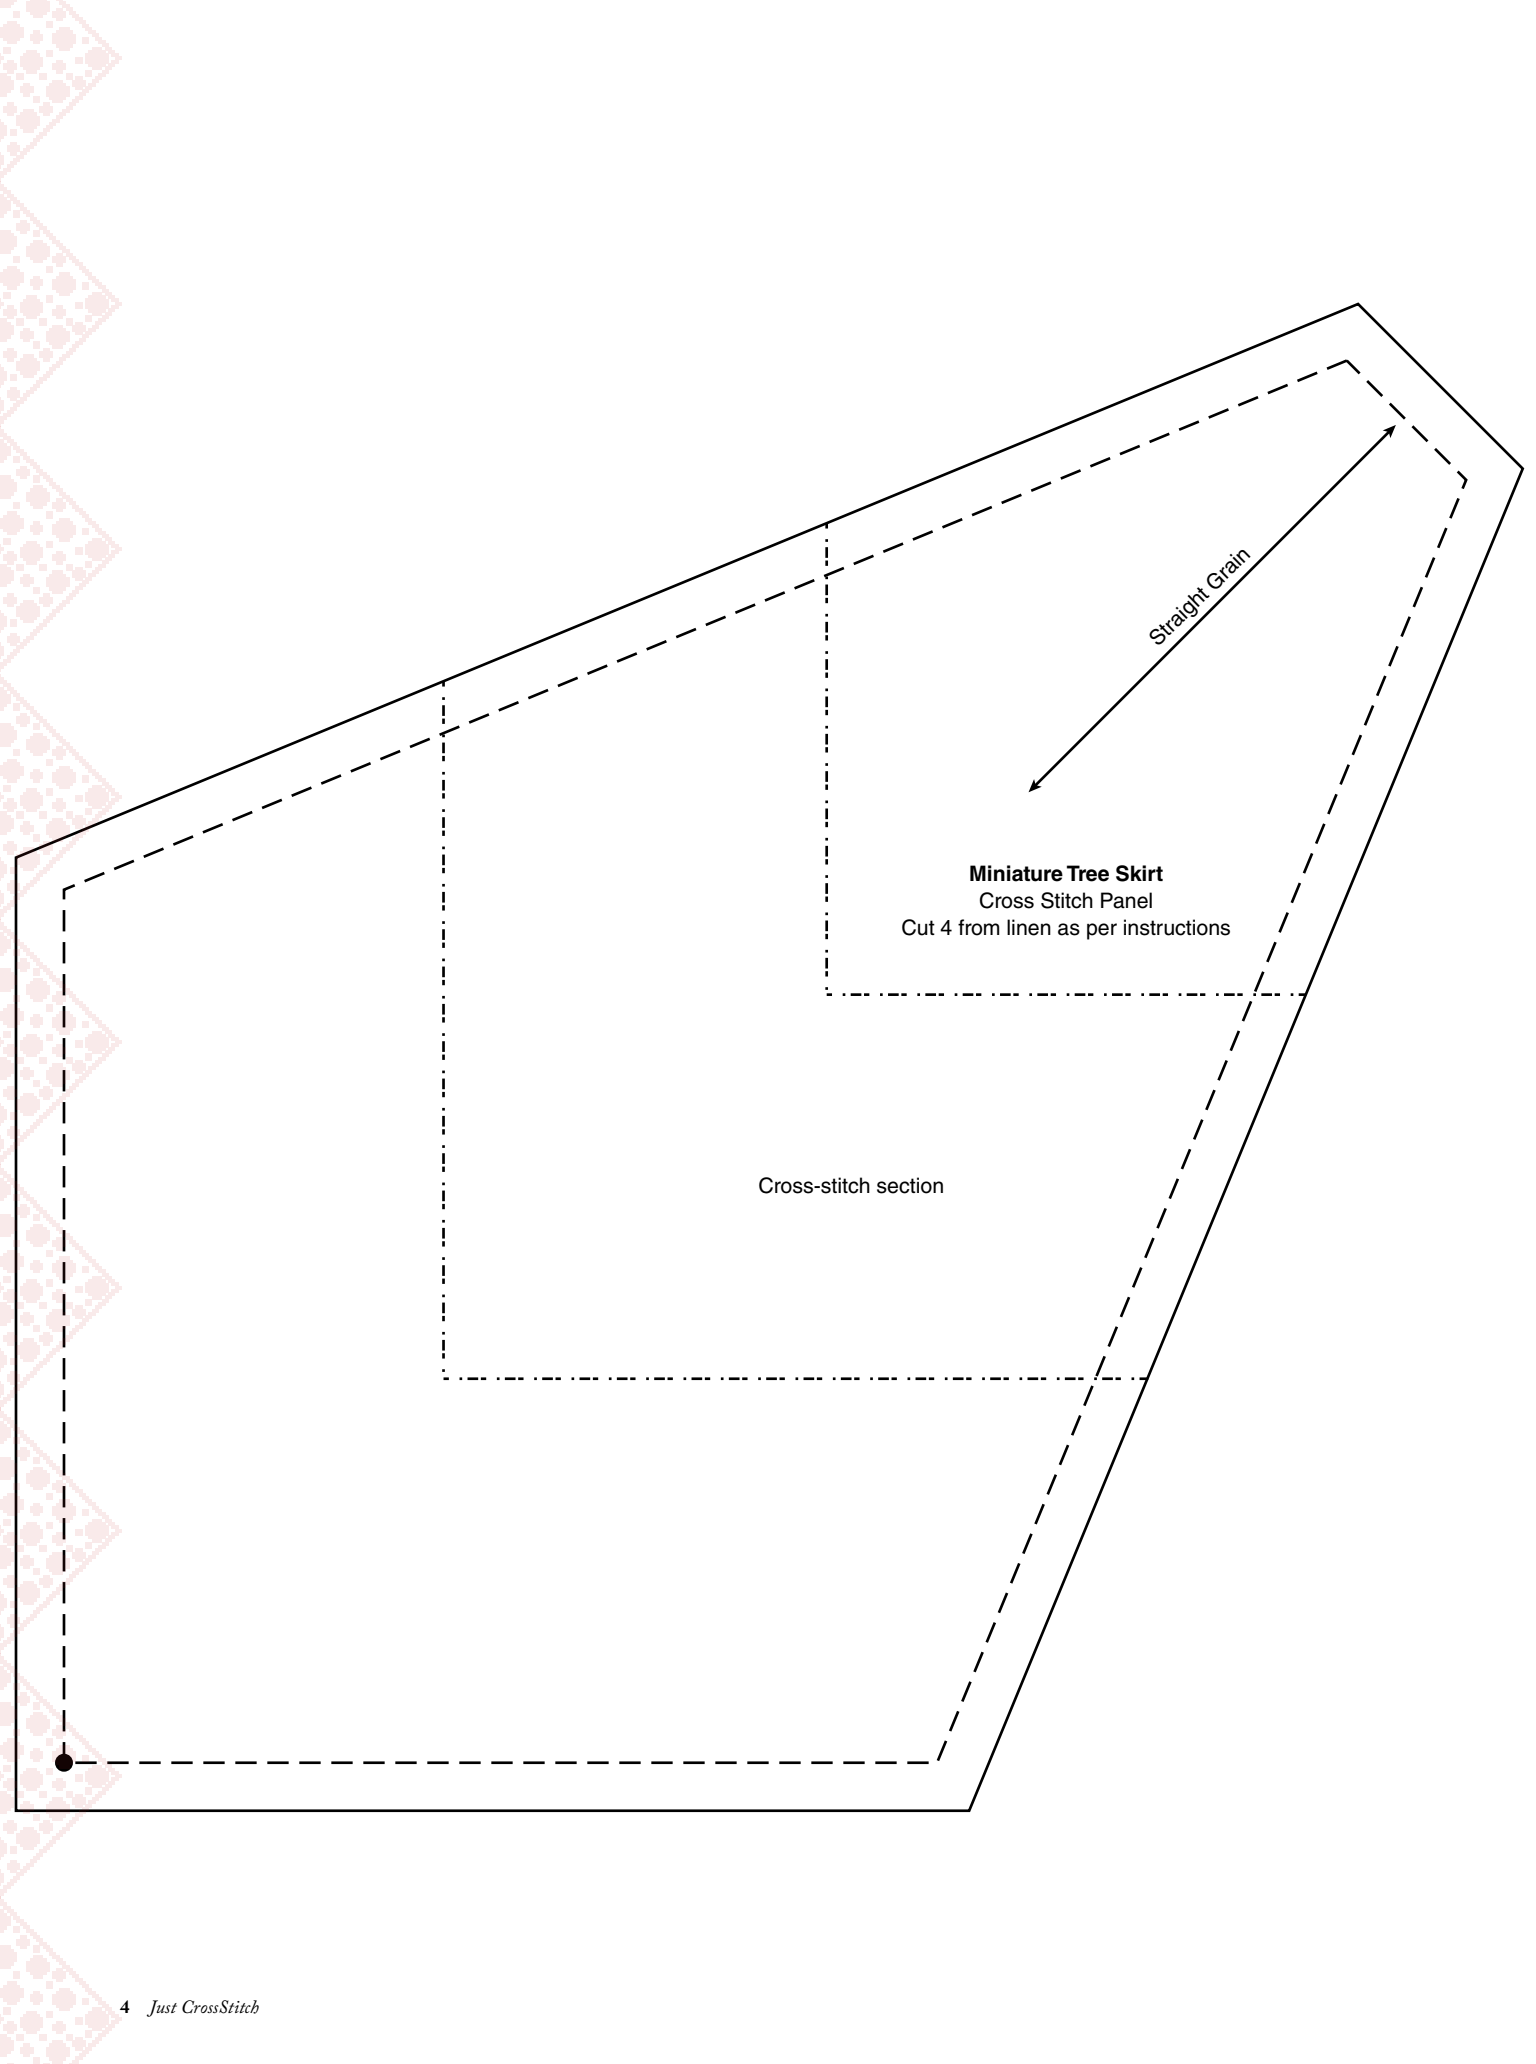 Straight Grain
Miniature Tree Skirt
Cross Stitch Panel
Cut 4 from linen as per instructions
Cross-stitch section
4 Just CrossStitch